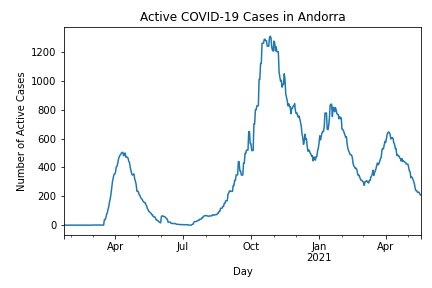 Active COVID-19 Cases in Andorra
Number of Active Cases
1200
1000
800
600
400
200
0
Apr
Jul
Oct
Jan
2021
Apr
Day